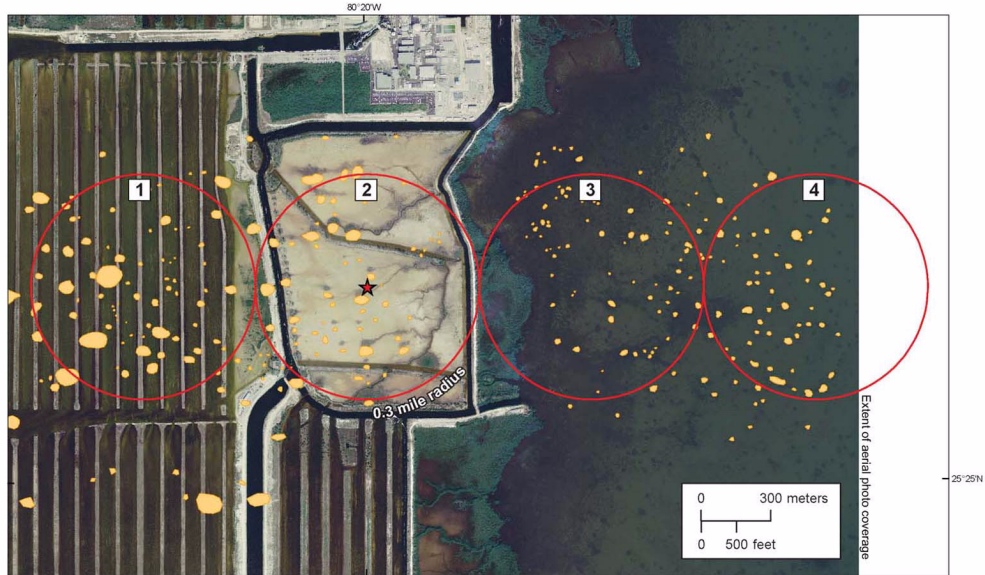 80°20'W
1
2
3
4
0.3 mile radius
Extent of aerial photo coverage
25°25'N
0 300 meters
0 500 feet